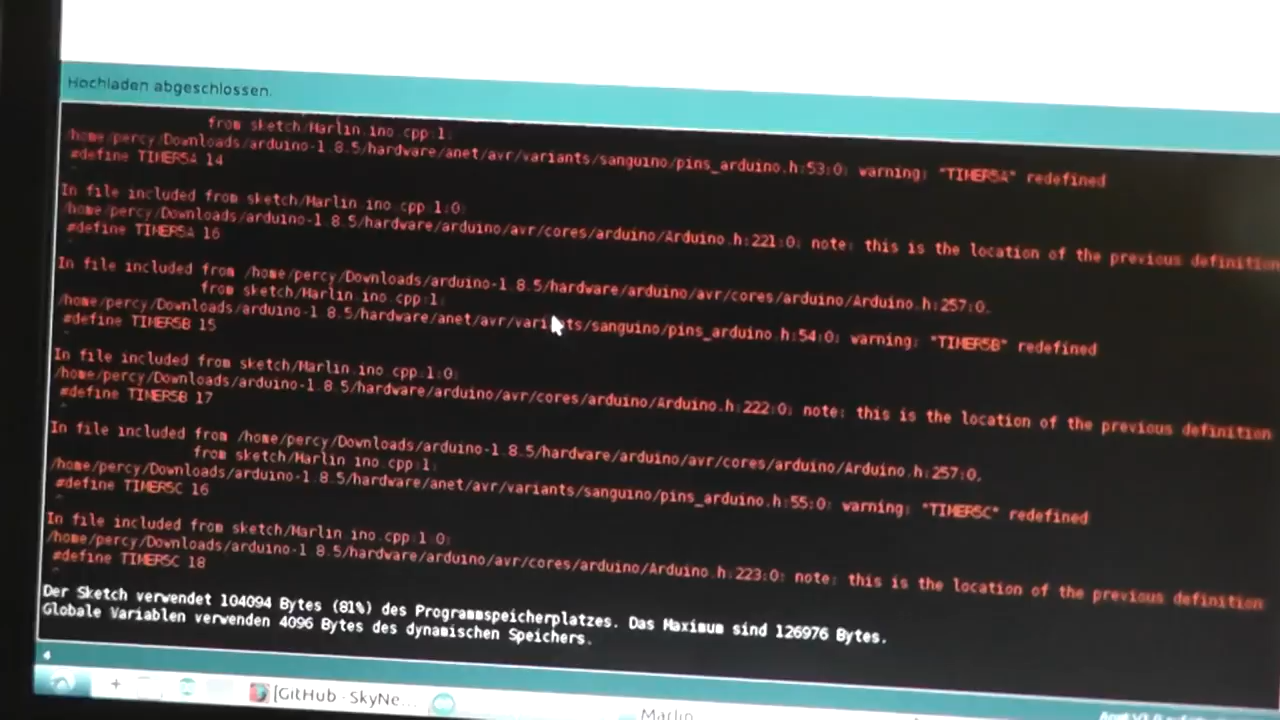 Hochladen abgeschlossen.
from sketch/Marlin.ino.cpp:1:
/home/percy/Downloads/arduino-1.8.5/hardware/anet/avr/variants/sanguino/pins_arduino.h:53:0: warning: "TIMER5A" redefined
#define TIMER5A 14
^
In file included from sketch/Marlin.ino.cpp:1:0:
/home/percy/Downloads/arduino-1.8.5/hardware/arduino/avr/cores/arduino/Arduino.h:221:0: note: this is the location of the previous definition
#define TIMER5A 16
^
In file included from /home/percy/Downloads/arduino-1.8.5/hardware/arduino/avr/cores/arduino/Arduino.h:257:0,
from sketch/Marlin.ino.cpp:1:
/home/percy/Downloads/arduino-1.8.5/hardware/anet/avr/variants/sanguino/pins_arduino.h:54:0: warning: "TIMER5B" redefined
#define TIMER5B 15
^
In file included from sketch/Marlin.ino.cpp:1:0:
/home/percy/Downloads/arduino-1.8.5/hardware/arduino/avr/cores/arduino/Arduino.h:222:0: note: this is the location of the previous definition
#define TIMER5B 17
^
In file included from /home/percy/Downloads/arduino-1.8.5/hardware/arduino/avr/cores/arduino/Arduino.h:257:0,
from sketch/Marlin.ino.cpp:1:
/home/percy/Downloads/arduino-1.8.5/hardware/anet/avr/variants/sanguino/pins_arduino.h:55:0: warning: "TIMER5C" redefined
#define TIMER5C 16
^
In file included from sketch/Marlin.ino.cpp:1:0:
/home/percy/Downloads/arduino-1.8.5/hardware/arduino/avr/cores/arduino/Arduino.h:223:0: note: this is the location of the previous definition
#define TIMER5C 18
^
Der Sketch verwendet 104094 Bytes (81%) des Programmspeicherplatzes. Das Maximum sind 126976 Bytes.
Globale Variablen verwenden 4096 Bytes des dynamischen Speichers.
4
[GitHub - SkyNe...
Marlin